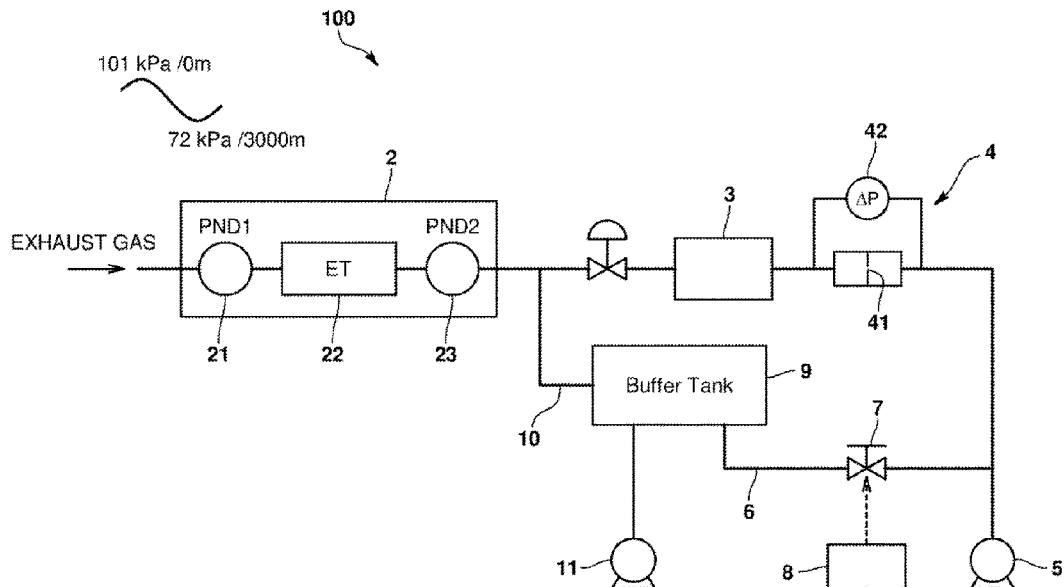 100
101 kPa /0m
72 kPa /3000m
2
42
4
PND1
PND2
3
ΔP
EXHAUST GAS
ET
41
21
22
23
Buffer Tank
9
7
10
6
11
8
5